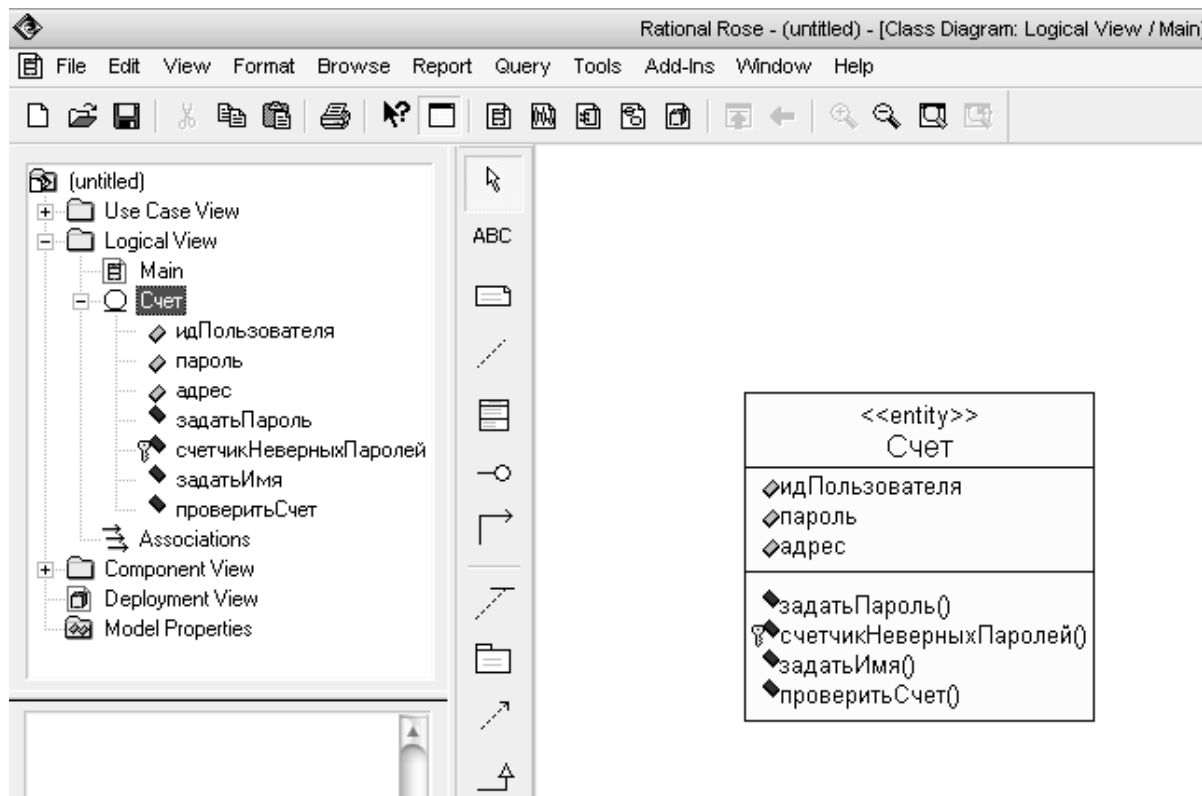 Rational Rose - (untitled) - [Class Diagram: Logical View / Main]
File Edit View Format Browse Report Query Tools Add-Ins Window Help
(untitled)
Use Case View
Logical View
Main
Счет
идПользователя
пароль
адрес
задатьПароль
счетчикНеверныхПаролей
задатьИмя
проверитьСчет
Associations
Component View
Deployment View
Model Properties
ABC
<<entity>>
Счет
идПользователя
пароль
адрес
задатьПароль()
счетчикНеверныхПаролей()
задатьИмя()
проверитьСчет()